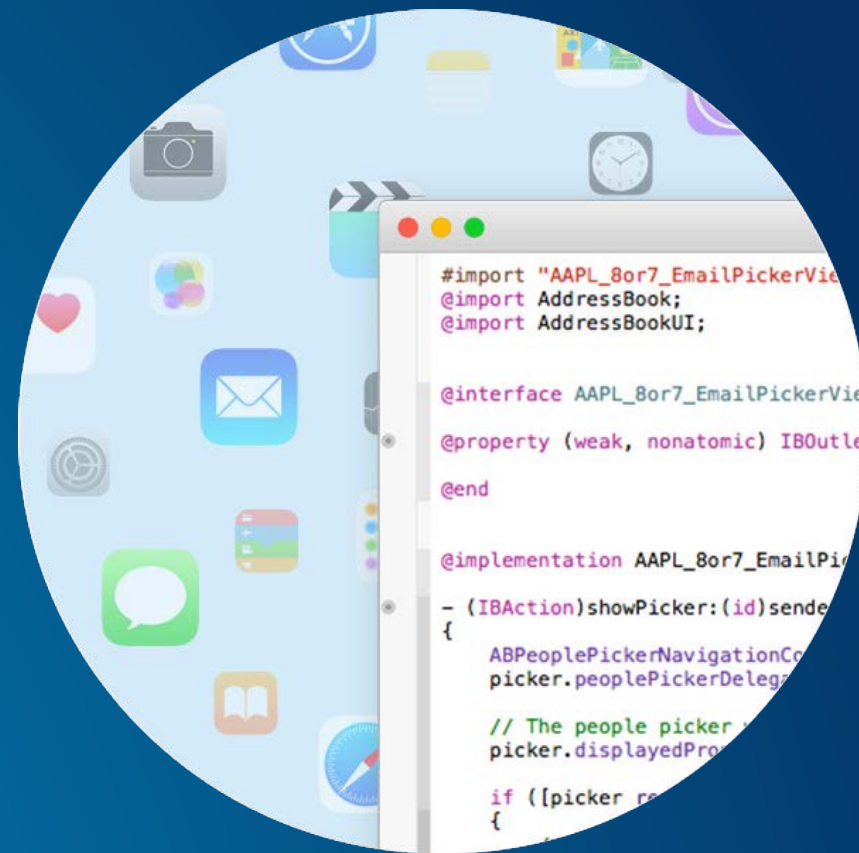 #import "AAPL_8or7_EmailPickerVie
@import AddressBook;
@import AddressBookUI;
@interface AAPL_8or7_EmailPickerVie
@property (weak, nonatomic) IBOutle
@end
@implementation AAPL_8or7_EmailPi
- (IBAction)showPicker:(id)sende
{
ABPeoplePickerNavigationCo
picker.peoplePickerDelega
// The people picker
picker.displayedPro
if ([picker re
{